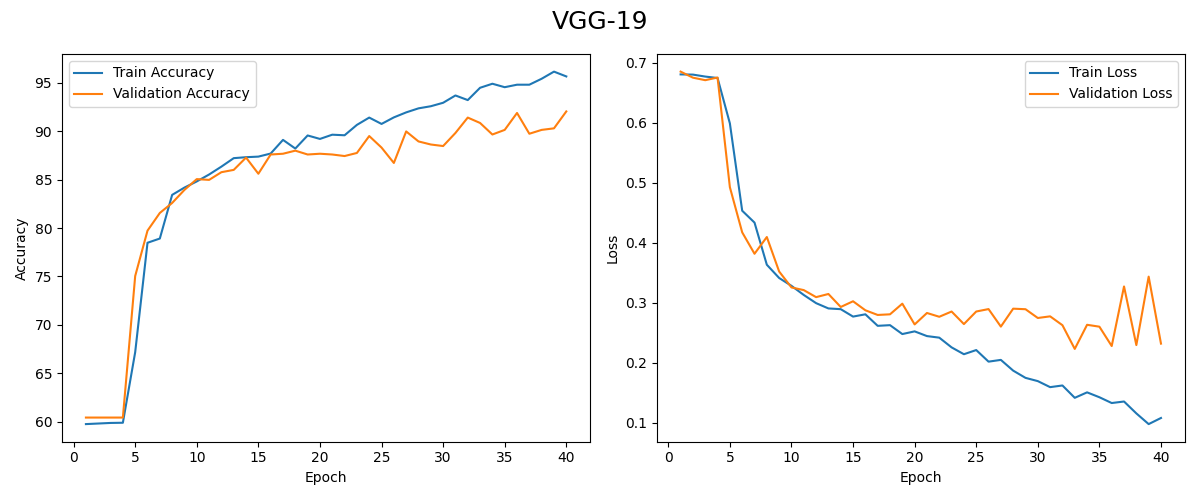 VGG-19
Train Accuracy
Validation Accuracy
95
90
85
80
75
70
65
60
0 5 10 15 20 25 30 35 40
Accuracy
Epoch
Train Loss
Validation Loss
0.7
0.6
0.5
0.4
0.3
0.2
0.1
0 5 10 15 20 25 30 35 40
Loss
Epoch